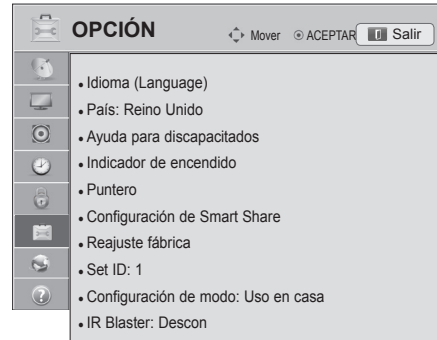 OPCIÓN
Mover ACEPTAR Salir
Idioma (Language)
País: Reino Unido
Ayuda para discapacitados
Indicador de encendido
Puntero
Configuración de Smart Share
Reajuste fábrica
Set ID: 1
Configuración de modo: Uso en casa
IR Blaster: Descon